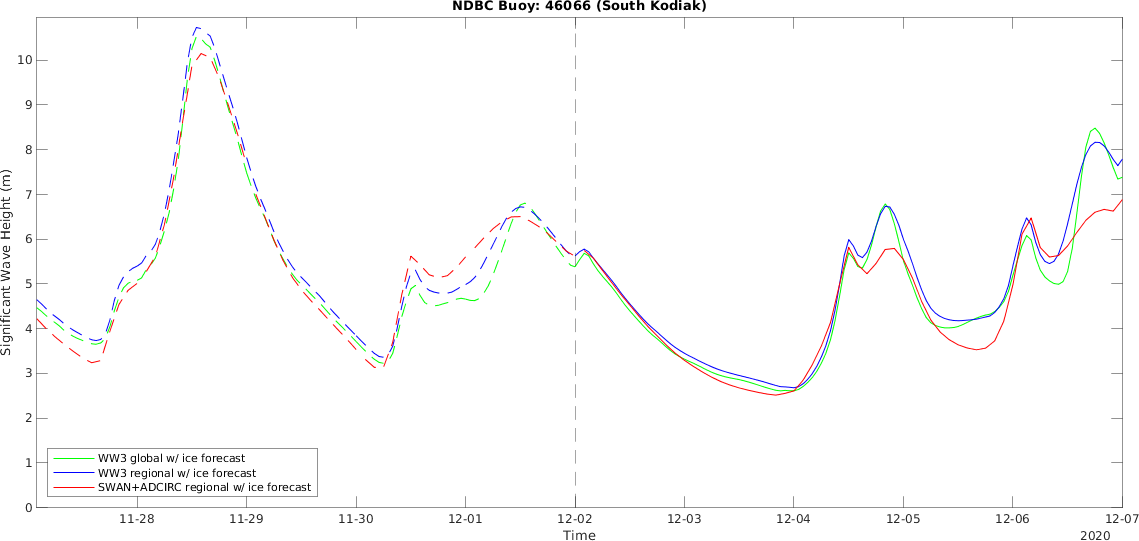 NDBC Buoy: 46066 (South Kodiak)
Significant Wave Height (m)
10
9
8
7
6
5
4
3
2
1
0
WW3 global w/ ice forecast
WW3 regional w/ ice forecast
SWAN+ADCIRC regional w/ ice forecast
11-28 11-29 11-30 12-01 12-02 12-03 12-04 12-05 12-06 12-07
Time
2020